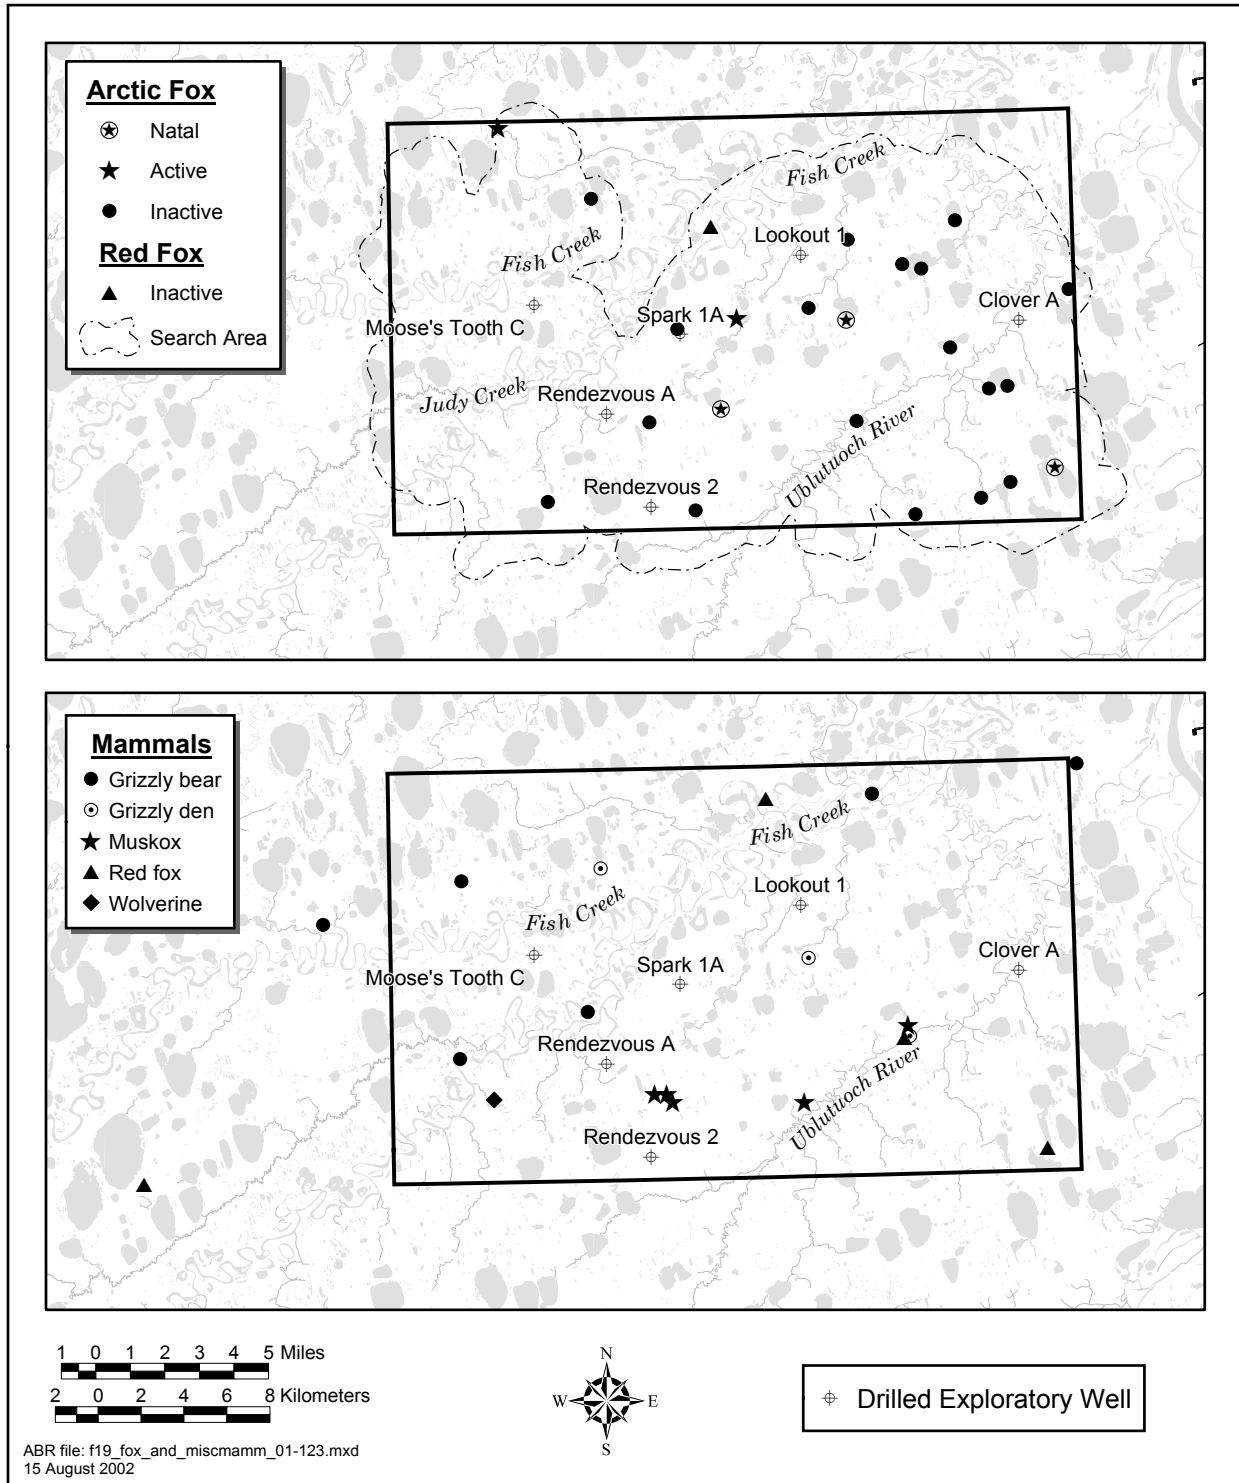 Arctic Fox
Natal
Active
Inactive
Red Fox
Inactive
Search Area
Fish Creek
Lookout 1
Fish Creek
Clover A
Spark 1A
Moose's Tooth C
Judy Creek
Rendezvous A
Ublutuoch River
Rendezvous 2
Mammals
Grizzly bear
Grizzly den
Muskox
Red fox
Wolverine
Fish Creek
Lookout 1
Fish Creek
Clover A
Spark 1A
Moose's Tooth C
Rendezvous A
Ublutuoch River
Rendezvous 2
1 0 1 2 3 4 5 Miles
2 0 2 4 6 8 Kilometers
N
W E
S
Drilled Exploratory Well
ABR file: f19_fox_and_miscmamm_01-123.mxd
15 August 2002